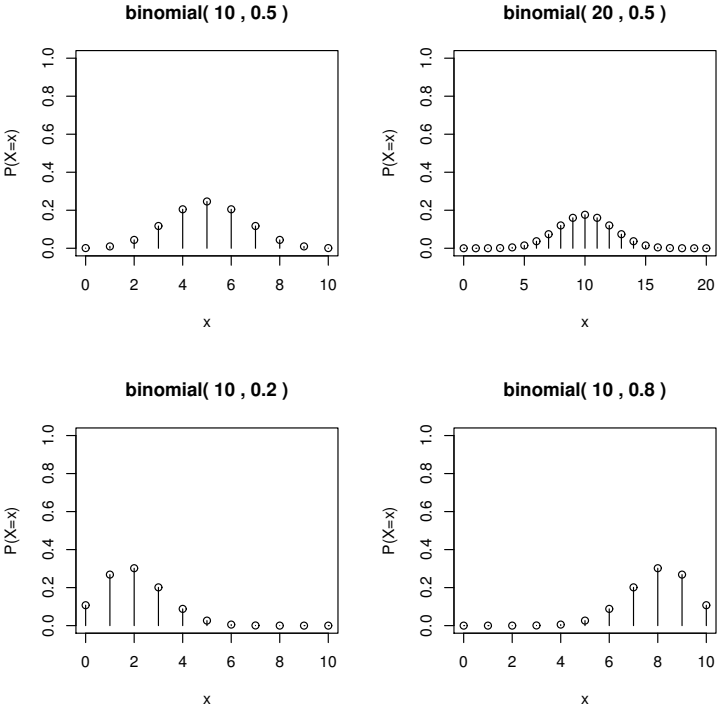 binomial( 10 , 0.5 )
P(X=x)
0.0 0.2 0.4 0.6 0.8 1.0
0 2 4 6 8 10
x
binomial( 20 , 0.5 )
P(X=x)
0.0 0.2 0.4 0.6 0.8 1.0
0 5 10 15 20
x
binomial( 10 , 0.2 )
P(X=x)
0.0 0.2 0.4 0.6 0.8 1.0
0 2 4 6 8 10
x
binomial( 10 , 0.8 )
P(X=x)
0.0 0.2 0.4 0.6 0.8 1.0
0 2 4 6 8 10
x